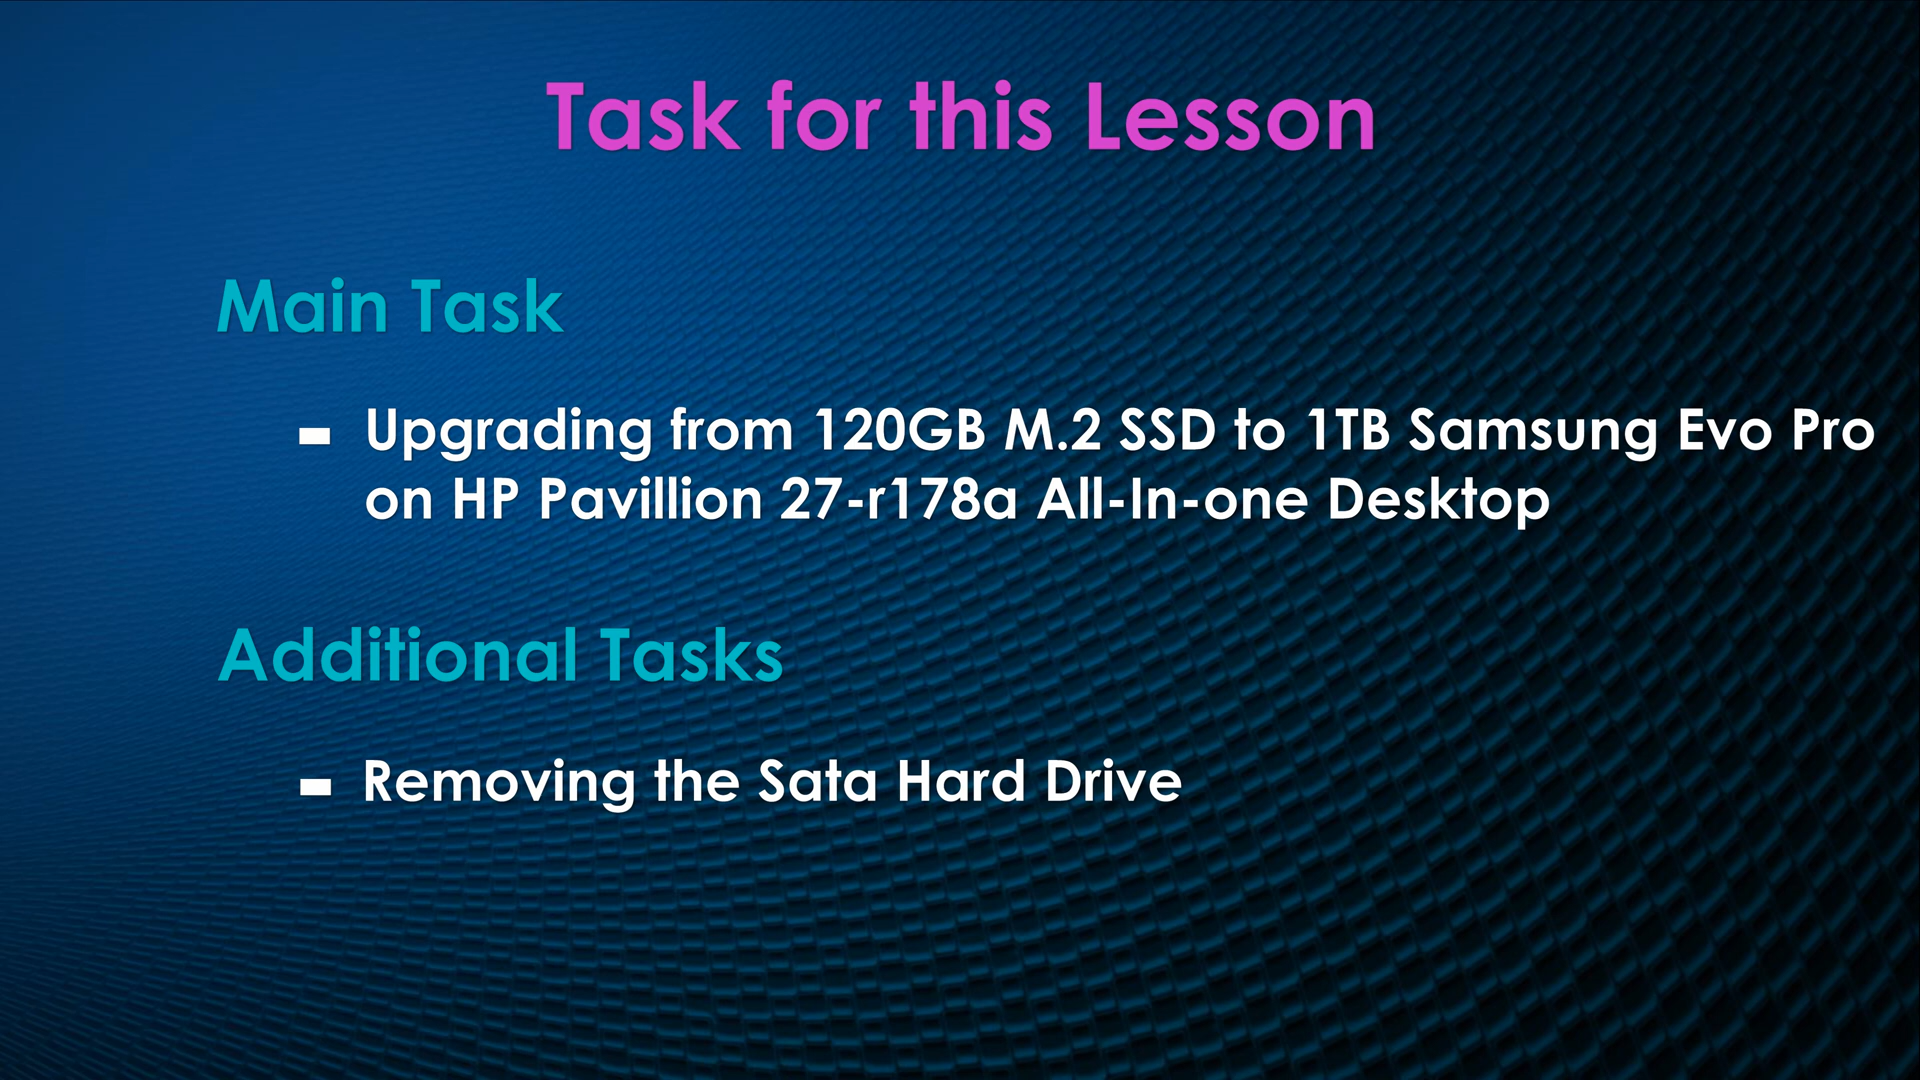 Task for this Lesson
Main Task
- Upgrading from 120GB M.2 SSD to 1TB Samsung Evo Pro
on HP Pavillion 27-r178a All-In-one Desktop
Additional Tasks
- Removing the Sata Hard Drive